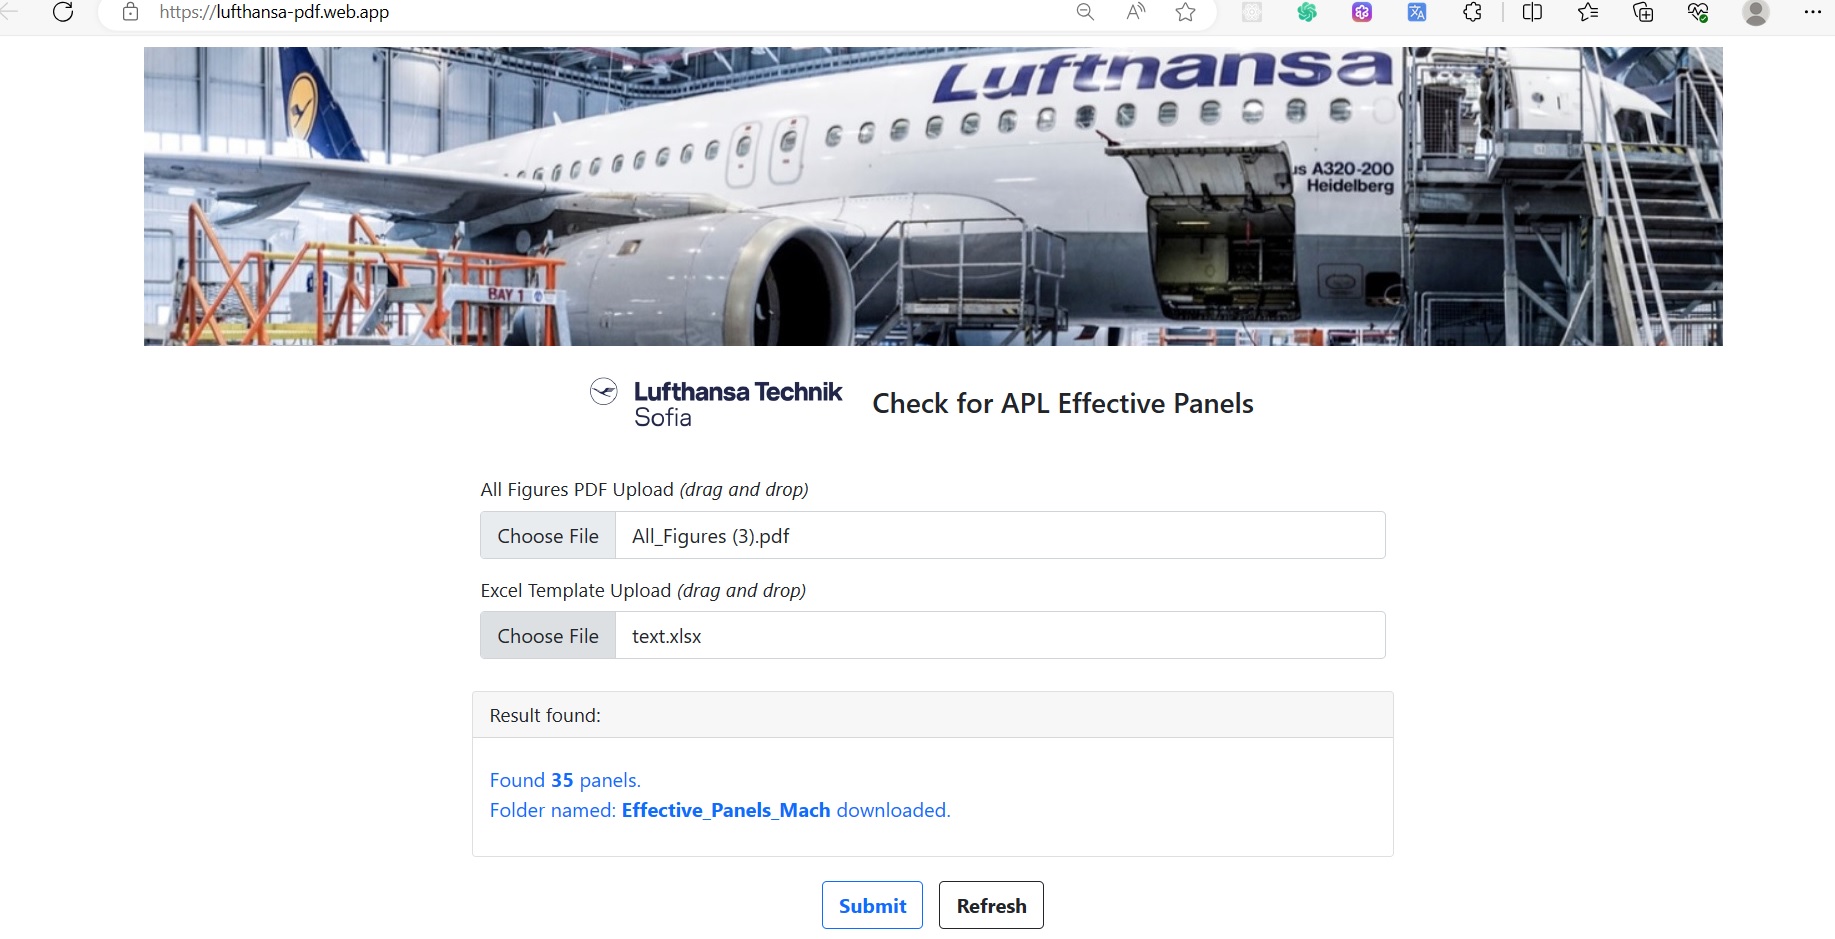 https://lufthansa-pdf.web.app
Lufthansa
us A320-200
Heidelberg
BAY 1
Lufthansa Technik
Sofia
Check for APL Effective Panels
All Figures PDF Upload (drag and drop)
Choose File All_Figures (3).pdf
Excel Template Upload (drag and drop)
Choose File text.xlsx
Result found:
Found 35 panels.
Folder named: Effective_Panels_Mach downloaded.
Submit Refresh